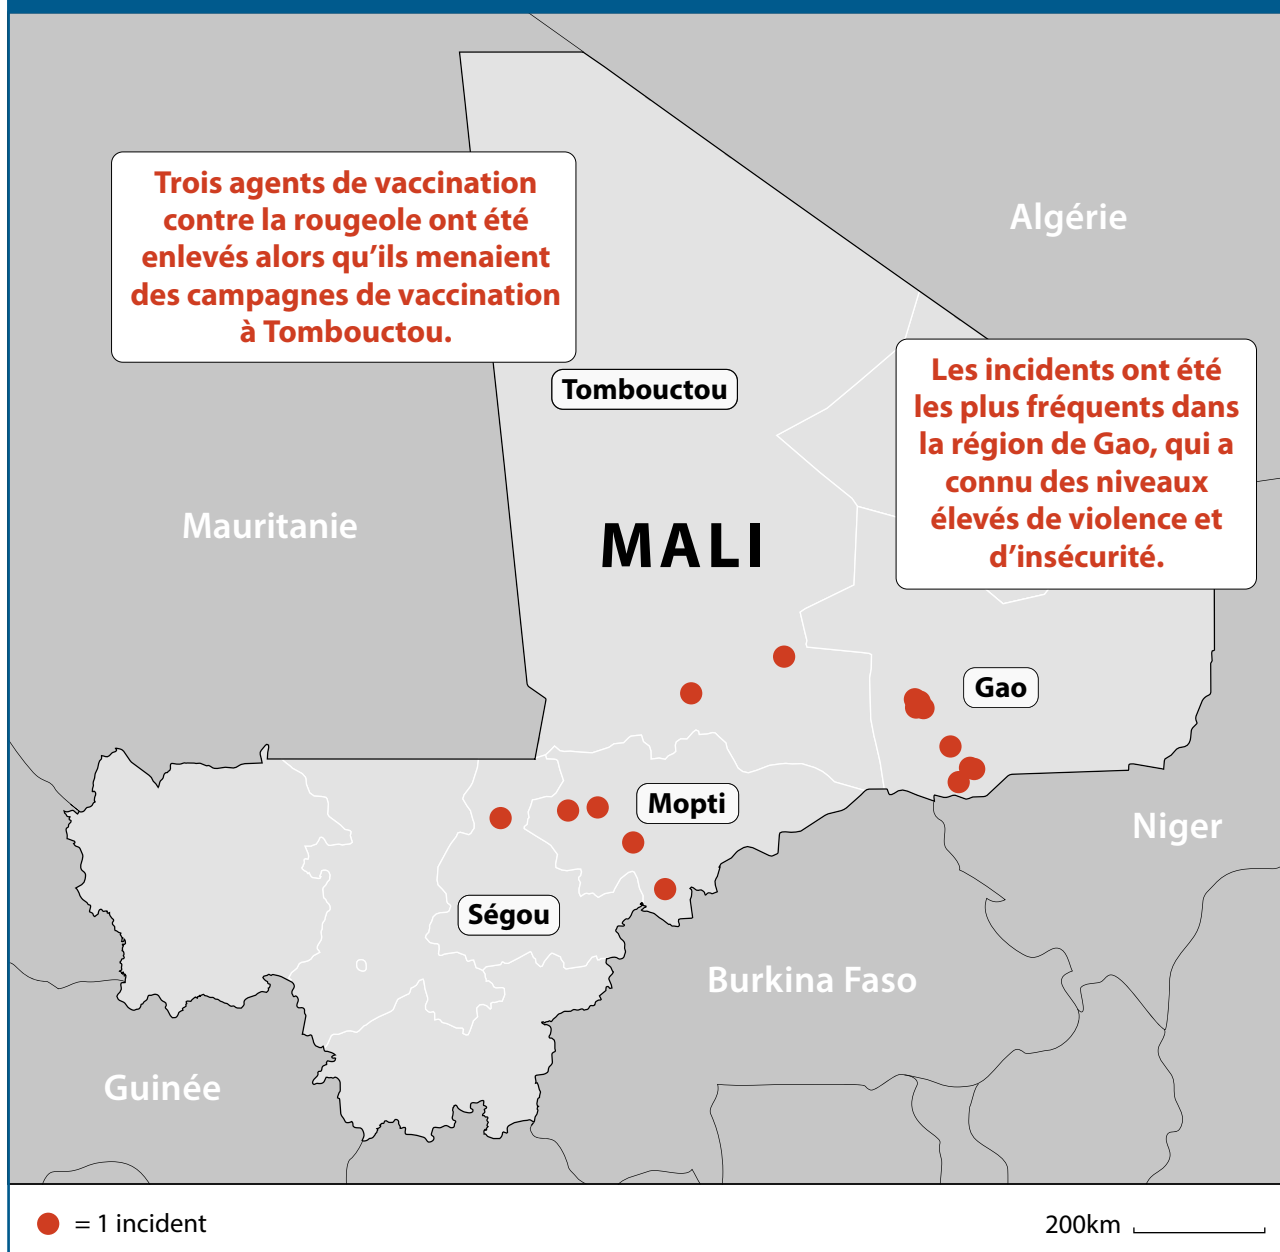 Trois agents de vaccination
contre la rougeole ont été
enlevés alors qu’ils menaient
des campagnes de vaccination
à Tombouctou.
Algérie
Les incidents ont été
les plus fréquents dans
la région de Gao, qui a
connu des niveaux
élevés de violence et
d’insécurité.
Tombouctou
Mauritanie
MALI
Gao
Mopti
Niger
Ségou
Burkina Faso
Guinée
= 1 incident
200km